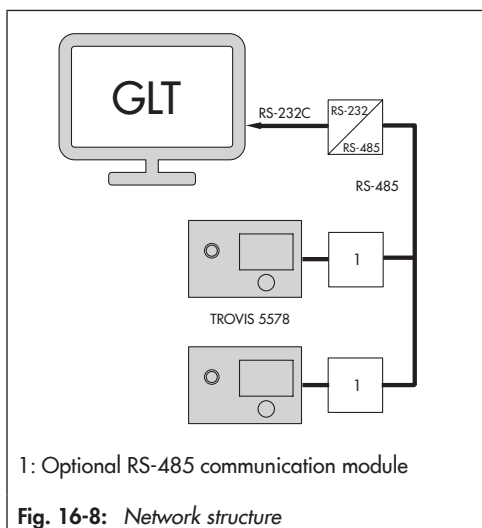 GLT
RS-232C
RS-232
RS-485
RS-485
1
TROVIS 5578
1
1: Optional RS-485 communication module
Fig. 16-8: Network structure